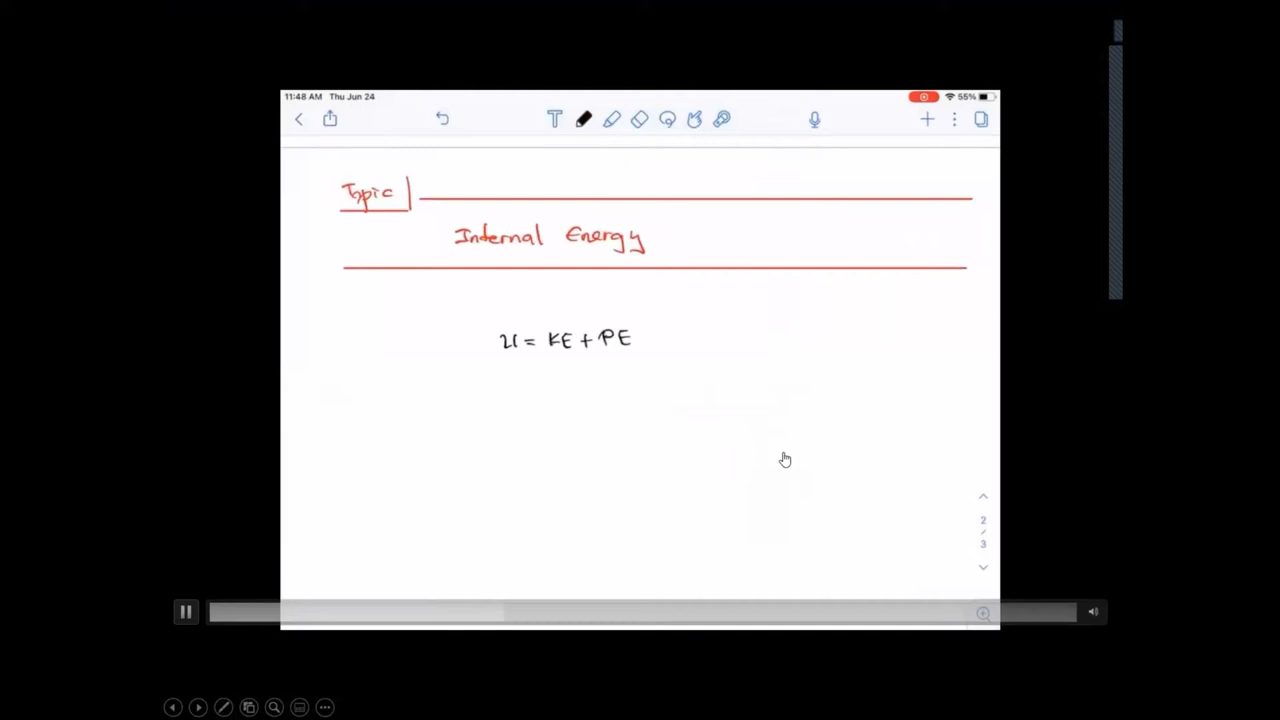 11:48 AM Thu Jun 24
55%
Topic
Internal Energy
U = KE + PE
2
/
3